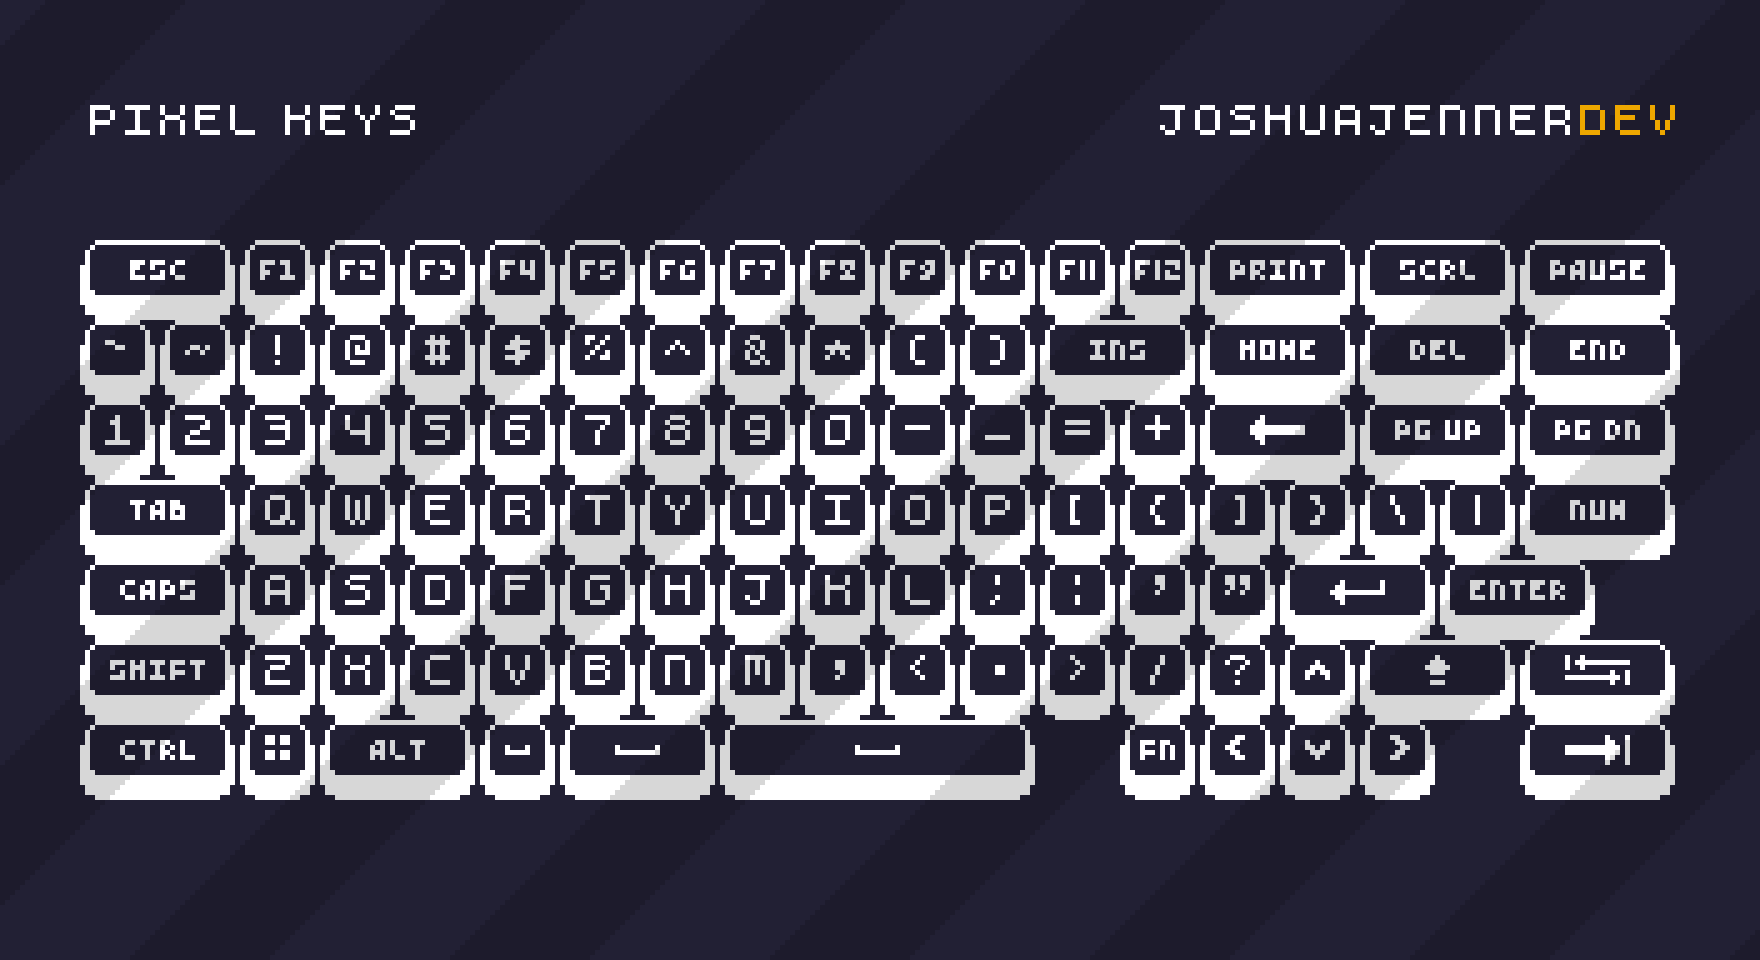 PIXEL KEYS
JOSHUAJENNERDEV
ESC F1 F2 F3 F4 F5 F6 F7 F8 F9 F0 F11 F12 PRINT SCRL PAUSE
` ~ ! @ # $ % ^ & * ( ) INS HOME DEL END
1 2 3 4 5 6 7 8 9 0 - _ = + ← PG UP PG DN
TAB Q W E R T Y U I O P [ { ] } \ | NUM
CAPS A S D F G H J K L ; : ' " ↵ ENTER
SHIFT Z X C V B N M , < . > / ? ^
CTRL ALT FN < v >